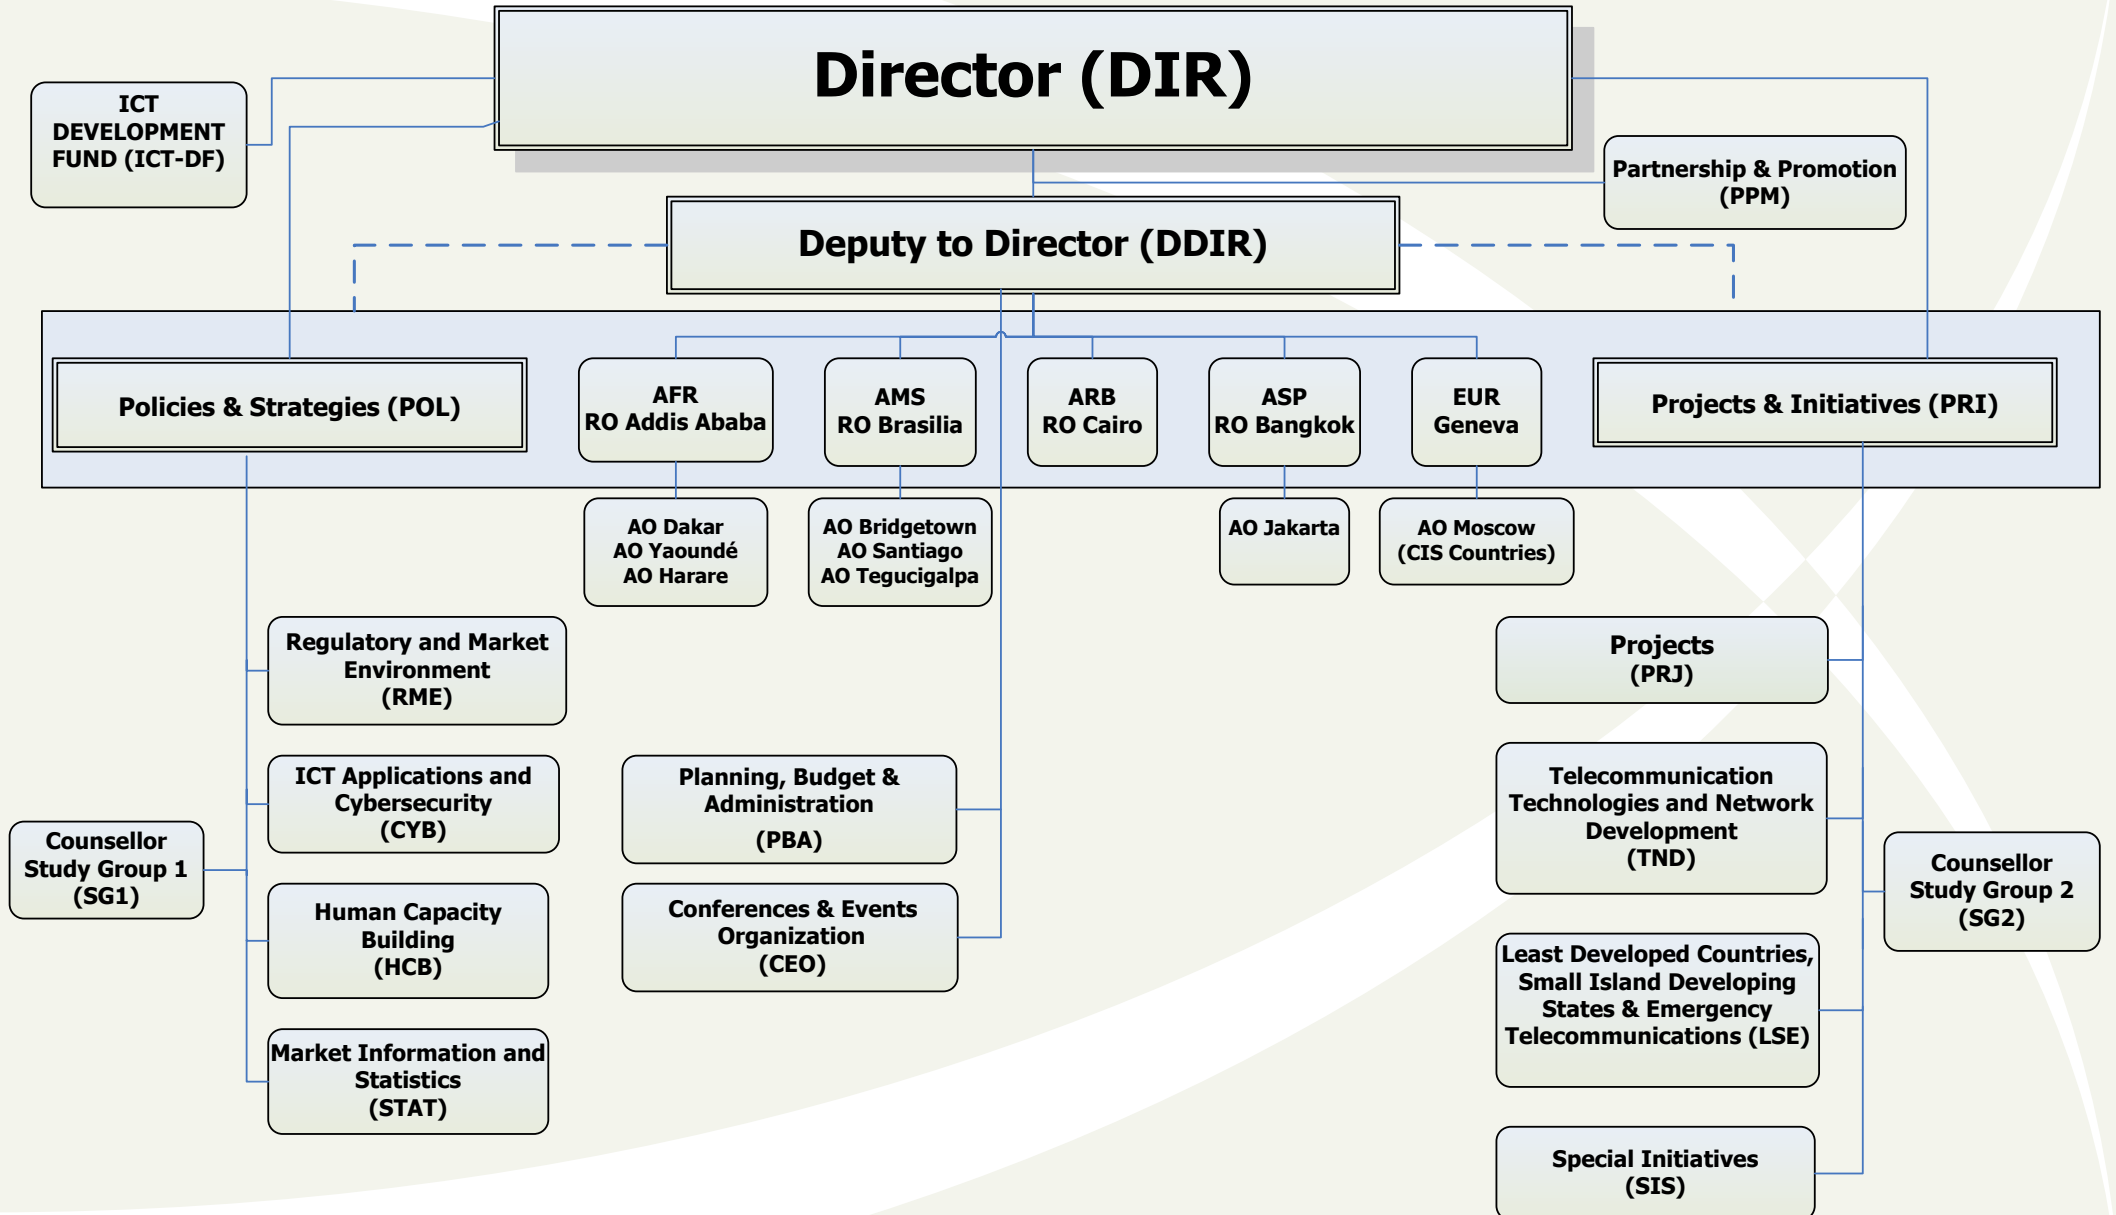 Director (DIR)
ICT
DEVELOPMENT
FUND (ICT-DF)
Partnership & Promotion
(PPM)
Deputy to Director (DDIR)
Policies & Strategies (POL)
AFR
RO Addis Ababa
AMS
RO Brasilia
ARB
RO Cairo
ASP
RO Bangkok
EUR
Geneva
Projects & Initiatives (PRI)
AO Dakar
AO Yaoundé
AO Harare
AO Bridgetown
AO Santiago
AO Tegucigalpa
AO Jakarta
AO Moscow
(CIS Countries)
Regulatory and Market
Environment
(RME)
ICT Applications and
Cybersecurity
(CYB)
Counsellor
Study Group 1
(SG1)
Human Capacity
Building
(HCB)
Market Information and
Statistics
(STAT)
Planning, Budget &
Administration
(PBA)
Conferences & Events
Organization
(CEO)
Projects
(PRJ)
Telecommunication
Technologies and Network
Development
(TND)
Counsellor
Study Group 2
(SG2)
Least Developed Countries,
Small Island Developing
States & Emergency
Telecommunications (LSE)
Special Initiatives
(SIS)